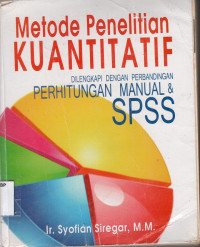 Metode Penelitian
KUANTITATIF
DILENGKAPI DENGAN PERBANDINGAN
PERHITUNGAN MANUAL &
SPSS
Ir. Syofian Siregar, M.M.